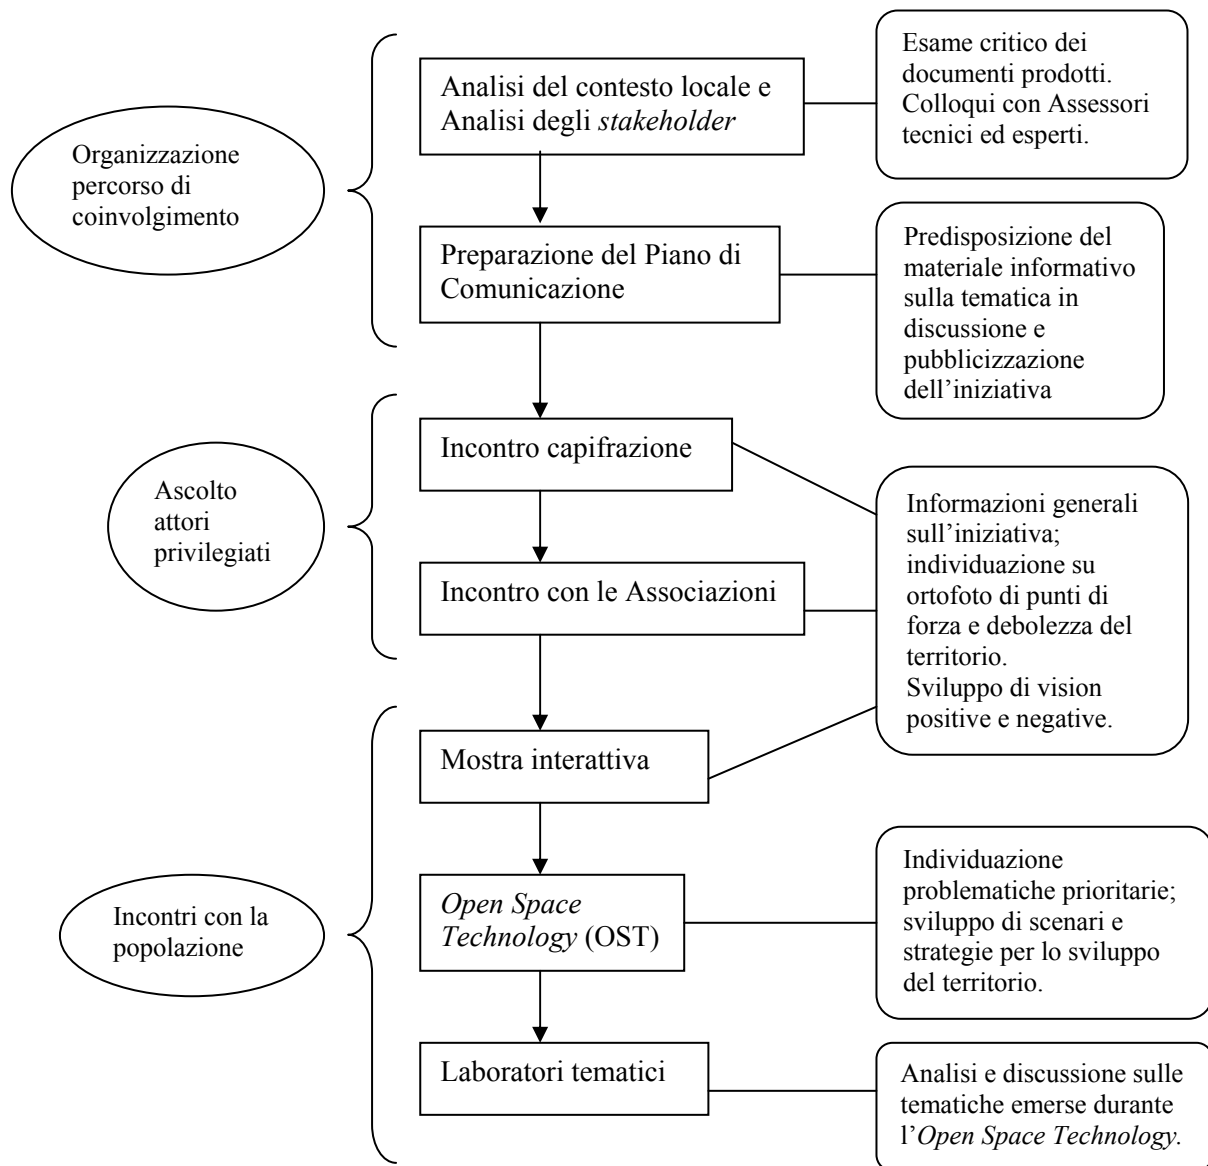 Organizzazione
percorso di
coinvolgimento
Analisi del contesto locale e
Analisi degli stakeholder
Esame critico dei
documenti prodotti.
Colloqui con Assessori
tecnici ed esperti.
Preparazione del Piano di
Comunicazione
Predisposizione del
materiale informativo
sulla tematica in
discussione e
pubblicizzazione
dell’iniziativa
Ascolto
attori
privilegiati
Incontro capifrazione
Incontro con le Associazioni
Informazioni generali
sull’iniziativa;
individuazione su
ortofoto di punti di
forza e debolezza del
territorio.
Sviluppo di vision
positive e negative.
Incontri con la
popolazione
Mostra interattiva
Open Space
Technology (OST)
Individuazione
problematiche prioritarie;
sviluppo di scenari e
strategie per lo sviluppo
del territorio.
Laboratori tematici
Analisi e discussione sulle
tematiche emerse durante
l’Open Space Technology.